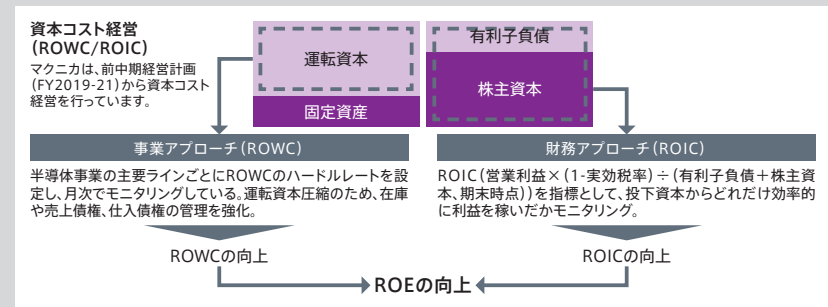 資本コスト経営
(ROWC/ROIC)
マクニカは、前中期経営計画
(FY2019-21)から資本コスト
経営を行っています。
運転資本
固定資産
有利子負債
株主資本
事業アプローチ(ROWC)
半導体事業の主要ラインごとにROWCのハードルレートを設
定し、月次でモニタリングしている。運転資本圧縮のため、在庫
や売上債権、仕入債権の管理を強化。
ROWCの向上
財務アプローチ(ROIC)
ROIC(営業利益×(1-実効税率)÷(有利子負債+株主資
本、期末時点))を指標として、投下資本からどれだけ効率的
に利益を稼いだかモニタリング。
ROICの向上
ROEの向上